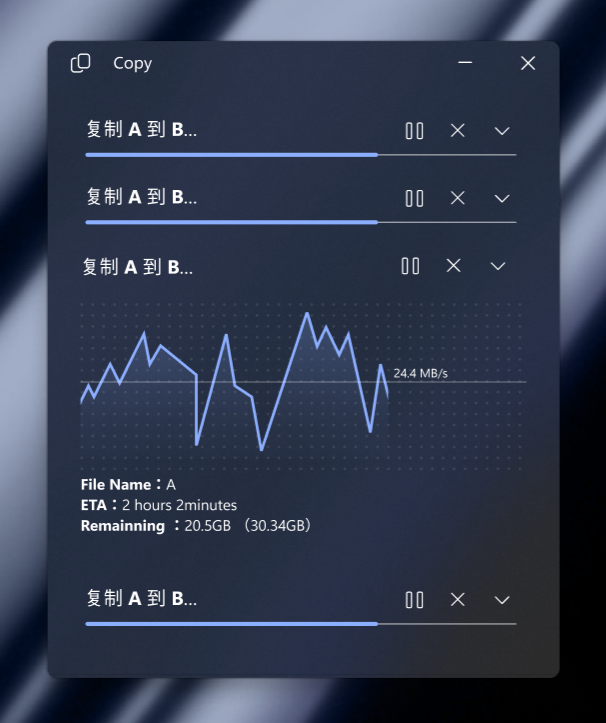 Copy
复制 A 到 B...
复制 A 到 B...
复制 A 到 B...
24.4 MB/s
File Name：A
ETA：2 hours 2minutes
Remainning ：20.5GB （30.34GB）
复制 A 到 B...